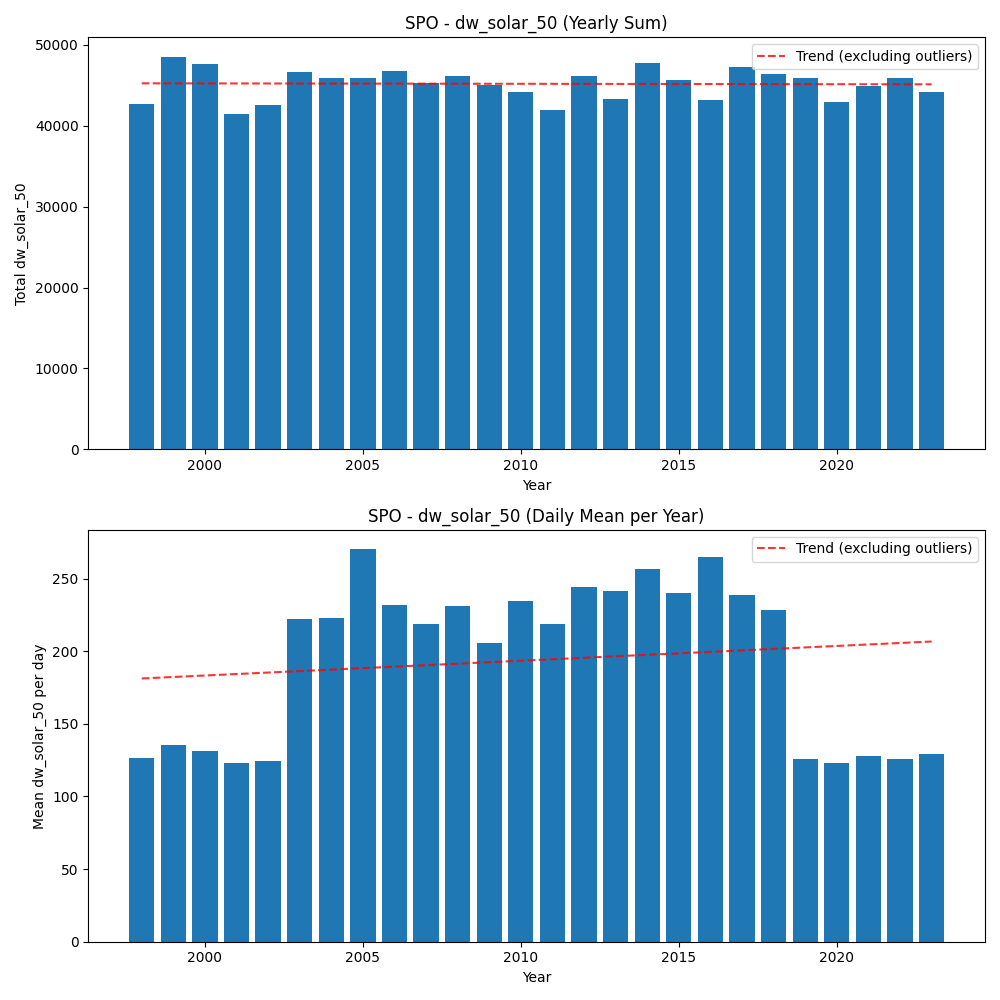 SPO - dw_solar_50 (Yearly Sum)
Trend (excluding outliers)
50000
40000
30000
20000
10000
0
Total dw_solar_50
2000 2005 2010 2015 2020
Year
SPO - dw_solar_50 (Daily Mean per Year)
Trend (excluding outliers)
250
200
150
100
50
0
Mean dw_solar_50 per day
2000 2005 2010 2015 2020
Year